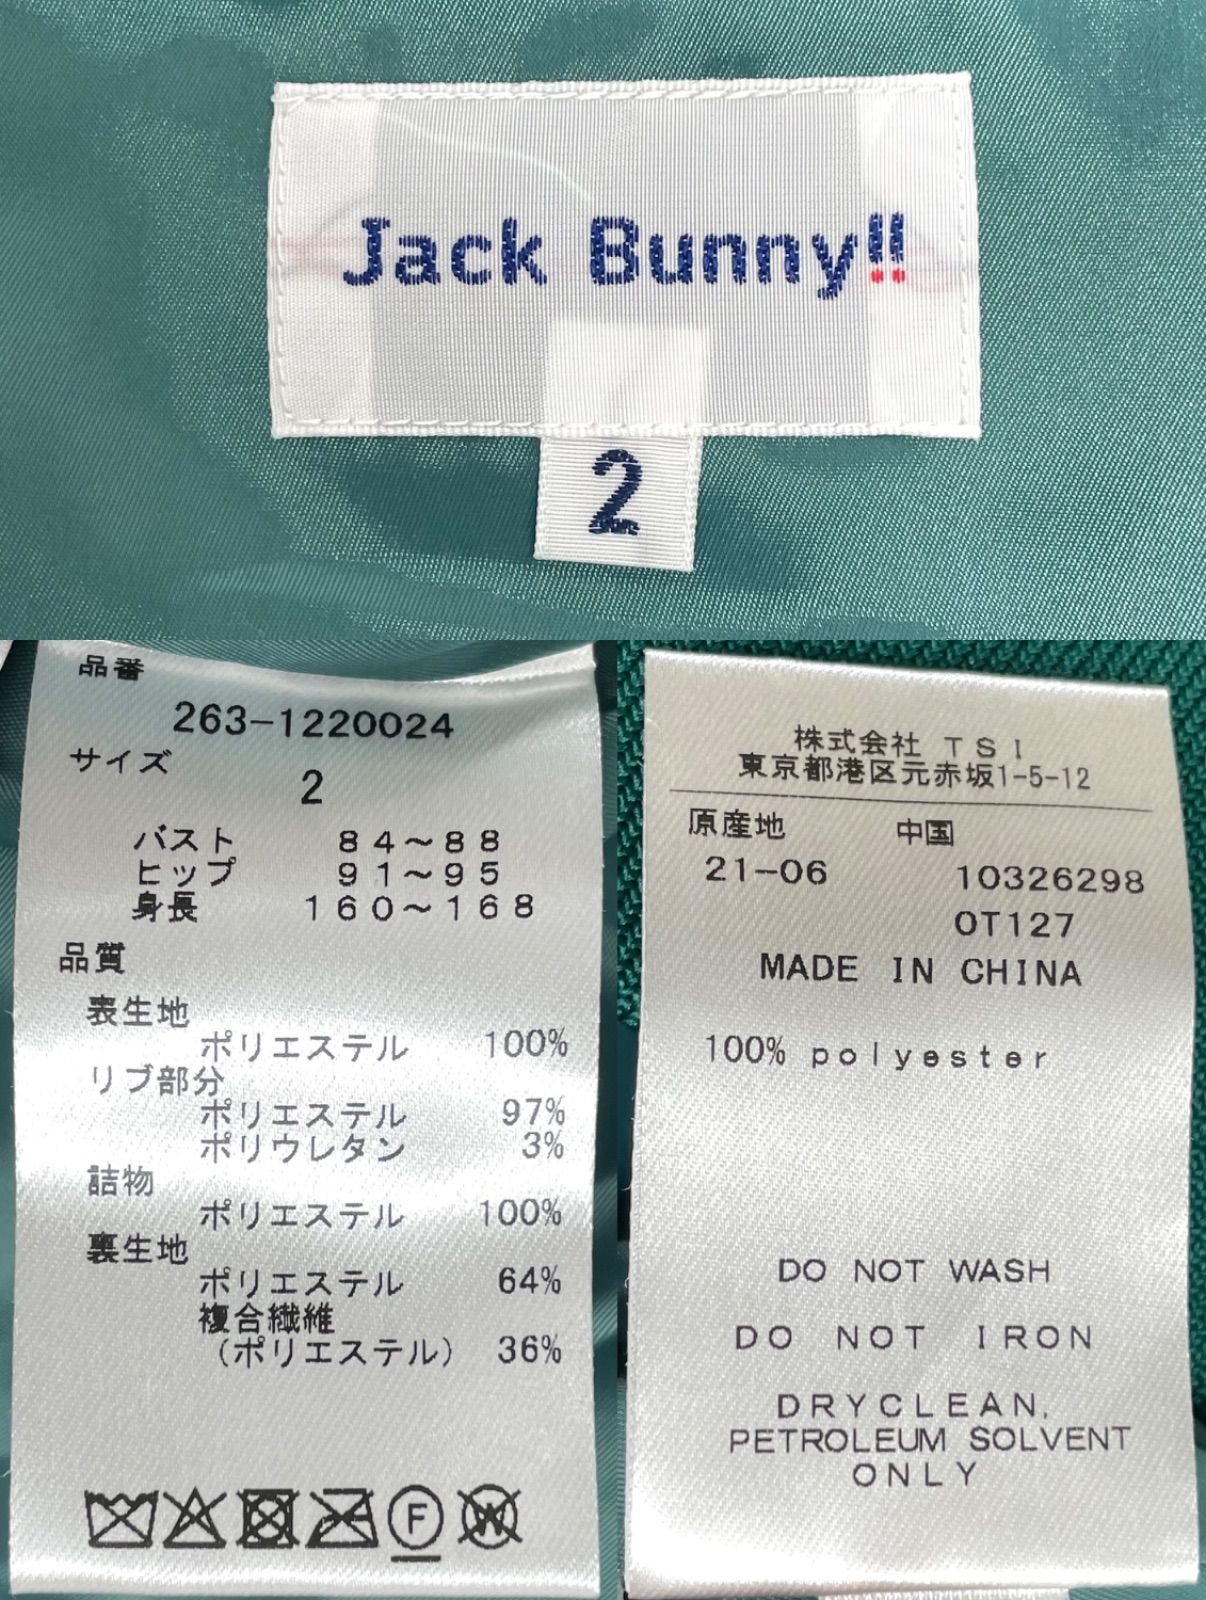 Jack Bunny!!
2
品番
263-1220024
サイズ
2
バスト 84～88
ヒップ 91～95
身長 160～168
品質
表生地
ポリエステル 100%
リブ部分
ポリエステル 97%
ポリウレタン 3%
詰物
ポリエステル 100%
裏生地
ポリエステル 64%
複合繊維
（ポリエステル） 36%
F
W
株式会社 TSI
東京都港区元赤坂1-5-12
原産地 中国
21-06 10326298
0T127
MADE IN CHINA
100% polyester
DO NOT WASH
DO NOT IRON
DRYCLEAN,
PETROLEUM SOLVENT
ONLY